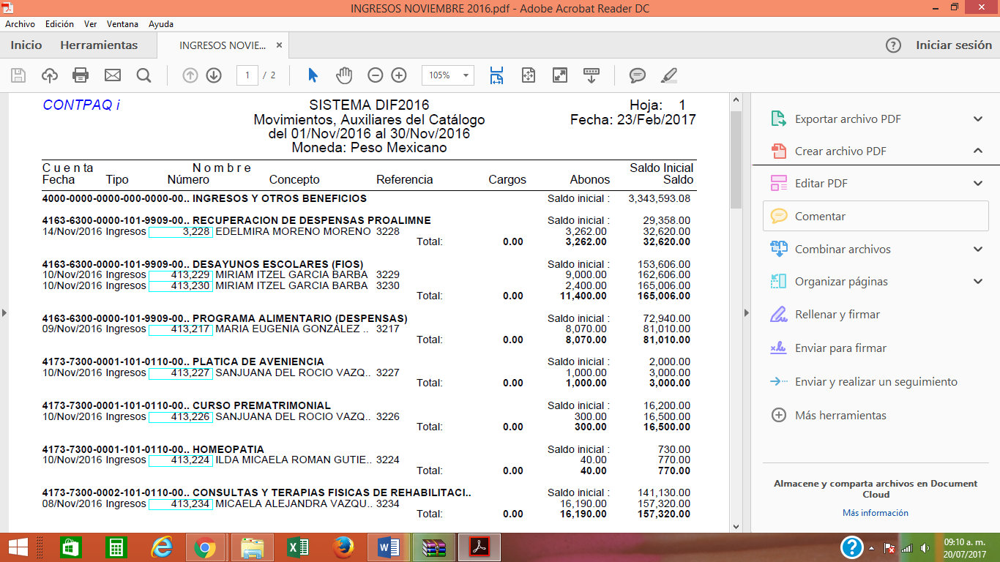 INGRESOS NOVIEMBRE 2016.pdf - Adobe Acrobat Reader DC
Archivo Edición Ver Ventana Ayuda
Inicio Herramientas INGRESOS NOVIE... × ? Iniciar sesión
1 / 2 105%
CONTPAQ i SISTEMA DIF2016 Hoja: 1
Movimientos, Auxiliares del Catálogo Fecha: 23/Feb/2017
del 01/Nov/2016 al 30/Nov/2016
Moneda: Peso Mexicano
C u e n t a N o m b r e Saldo Inicial
Fecha Tipo Número Concepto Referencia Cargos Abonos Saldo
4000-0000-0000-000-0000-00.. INGRESOS Y OTROS BENEFICIOS Saldo inicial : 3,343,593.08
4163-6300-0000-101-9909-00.. RECUPERACION DE DESPENSAS PROALIMNE Saldo inicial : 29,358.00
14/Nov/2016 Ingresos 3,228 EDELMIRA MORENO MORENO 3228 3,262.00 32,620.00
Total: 0.00 3,262.00 32,620.00
4163-6300-0000-101-9909-00.. DESAYUNOS ESCOLARES (FIOS) Saldo inicial : 153,606.00
10/Nov/2016 Ingresos 413,229 MIRIAM ITZEL GARCIA BARBA 3229 9,000.00 162,606.00
10/Nov/2016 Ingresos 413,230 MIRIAM ITZEL GARCIA BARBA 3230 2,400.00 165,006.00
Total: 0.00 11,400.00 165,006.00
4163-6300-0000-101-9909-00.. PROGRAMA ALIMENTARIO (DESPENSAS) Saldo inicial : 72,940.00
09/Nov/2016 Ingresos 413,217 MARIA EUGENIA GONZALEZ .. 3217 8,070.00 81,010.00
Total: 0.00 8,070.00 81,010.00
4173-7300-0001-101-0110-00.. PLATICA DE AVENIENCIA Saldo inicial : 2,000.00
10/Nov/2016 Ingresos 413,227 SANJUANA DEL ROCIO VAZQ.. 3227 1,000.00 3,000.00
Total: 0.00 1,000.00 3,000.00
4173-7300-0001-101-0110-00.. CURSO PREMATRIMONIAL Saldo inicial : 16,200.00
10/Nov/2016 Ingresos 413,226 SANJUANA DEL ROCIO VAZQ.. 3226 300.00 16,500.00
Total: 0.00 300.00 16,500.00
4173-7300-0001-101-0110-00.. HOMEOPATIA Saldo inicial : 730.00
10/Nov/2016 Ingresos 413,224 ILDA MICAELA ROMAN GUTIE.. 3224 40.00 770.00
Total: 0.00 40.00 770.00
4173-7300-0002-101-0110-00.. CONSULTAS Y TERAPIAS FISICAS DE REHABILITACI.. Saldo inicial : 141,130.00
08/Nov/2016 Ingresos 413,234 MICAELA ALEJANDRA VAZQU.. 3234 16,190.00 157,320.00
Total: 0.00 16,190.00 157,320.00
Exportar archivo PDF
Crear archivo PDF
Editar PDF
Comentar
Combinar archivos
Organizar páginas
Rellenar y firmar
Enviar para firmar
Enviar y realizar un seguimiento
Más herramientas
Almacene y comparta archivos en Document
Cloud
Más información
09:10 a. m.
20/07/2017